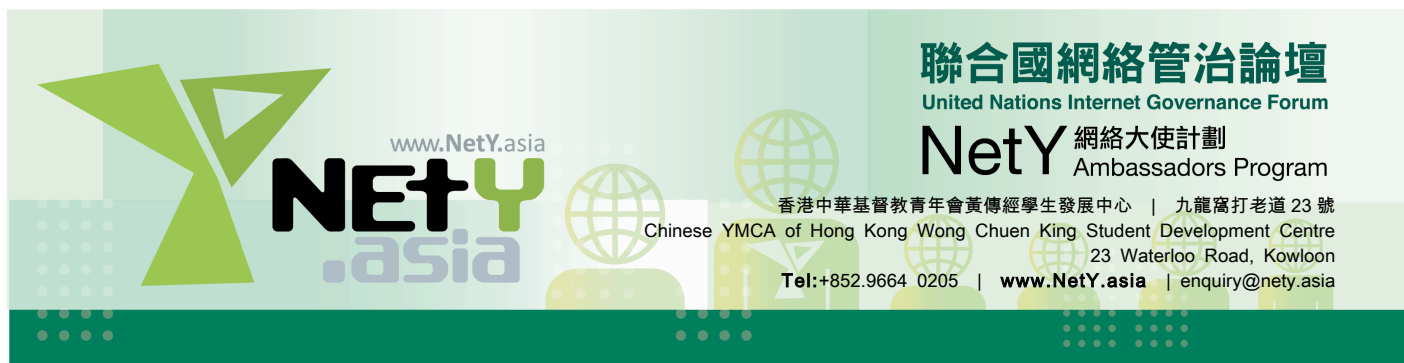 www.NetY.asia
NEtY
.asia
聯合國網絡管治論壇
United Nations Internet Governance Forum
NetY 網絡大使計劃
Ambassadors Program
香港中華基督教青年會黃傳經學生發展中心 | 九龍窩打老道 23 號
Chinese YMCA of Hong Kong Wong Chuen King Student Development Centre
23 Waterloo Road, Kowloon
Tel:+852.9664 0205 | www.NetY.asia | enquiry@nety.asia